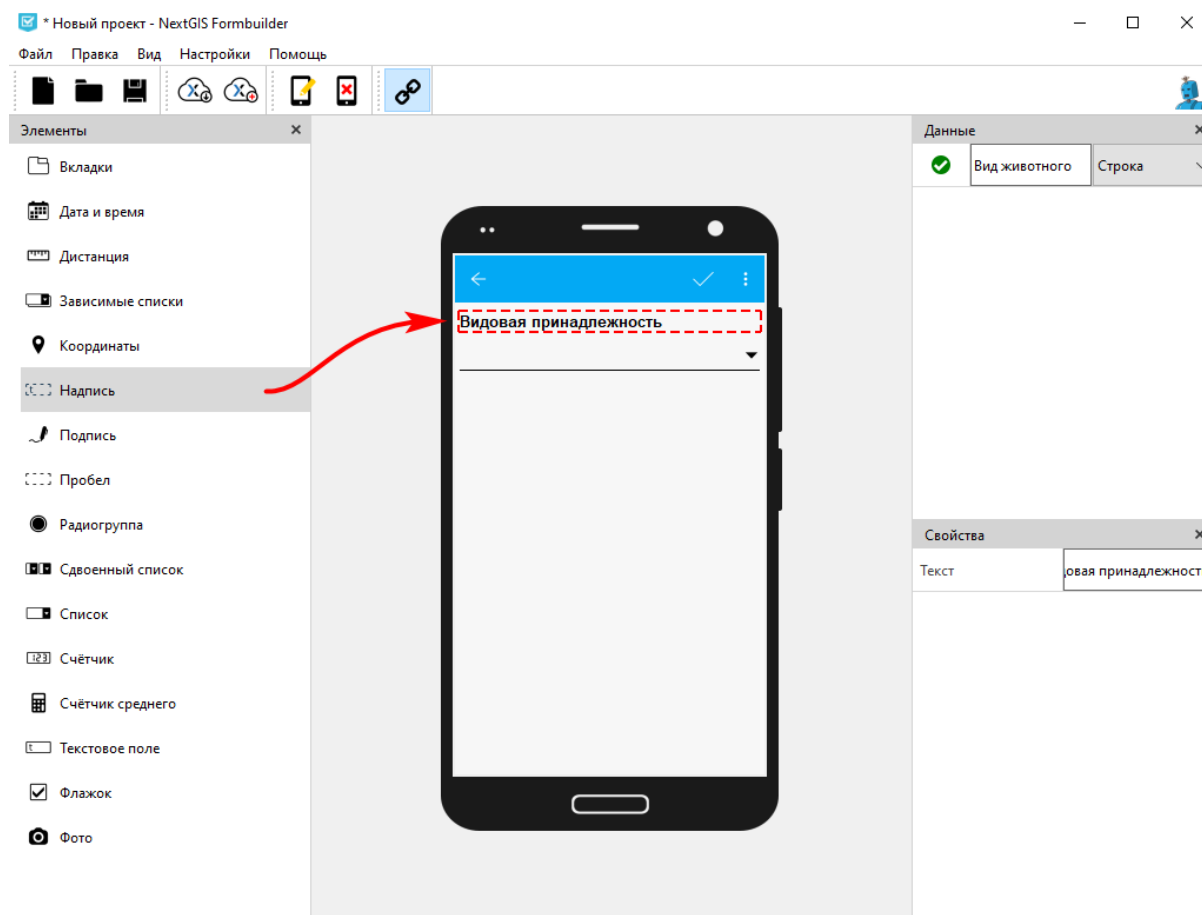 * Новый проект - NextGIS Formbuilder
Файл Правка Вид Настройки Помощь
Элементы
Вкладки
Дата и время
Дистанция
Зависимые списки
Координаты
Надпись
Подпись
Пробел
Радиогруппа
Сдвоенный список
Список
Счётчик
Счётчик среднего
Текстовое поле
Флажок
Фото
Видовая принадлежность
Данные
Вид животного Строка
Свойства
Текст довая принадлежност